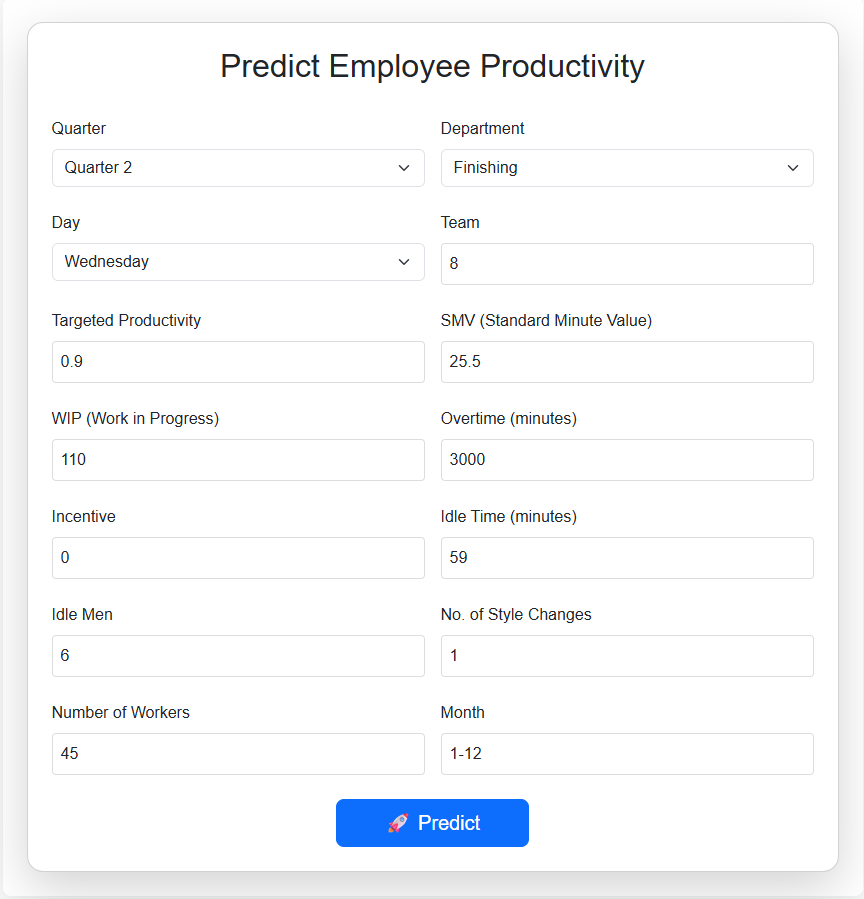 Predict Employee Productivity
Quarter Department
Quarter 2 Finishing
Day Team
Wednesday 8
Targeted Productivity SMV (Standard Minute Value)
0.9 25.5
WIP (Work in Progress) Overtime (minutes)
110 3000
Incentive Idle Time (minutes)
0 59
Idle Men No. of Style Changes
6 1
Number of Workers Month
45 1-12
🚀 Predict